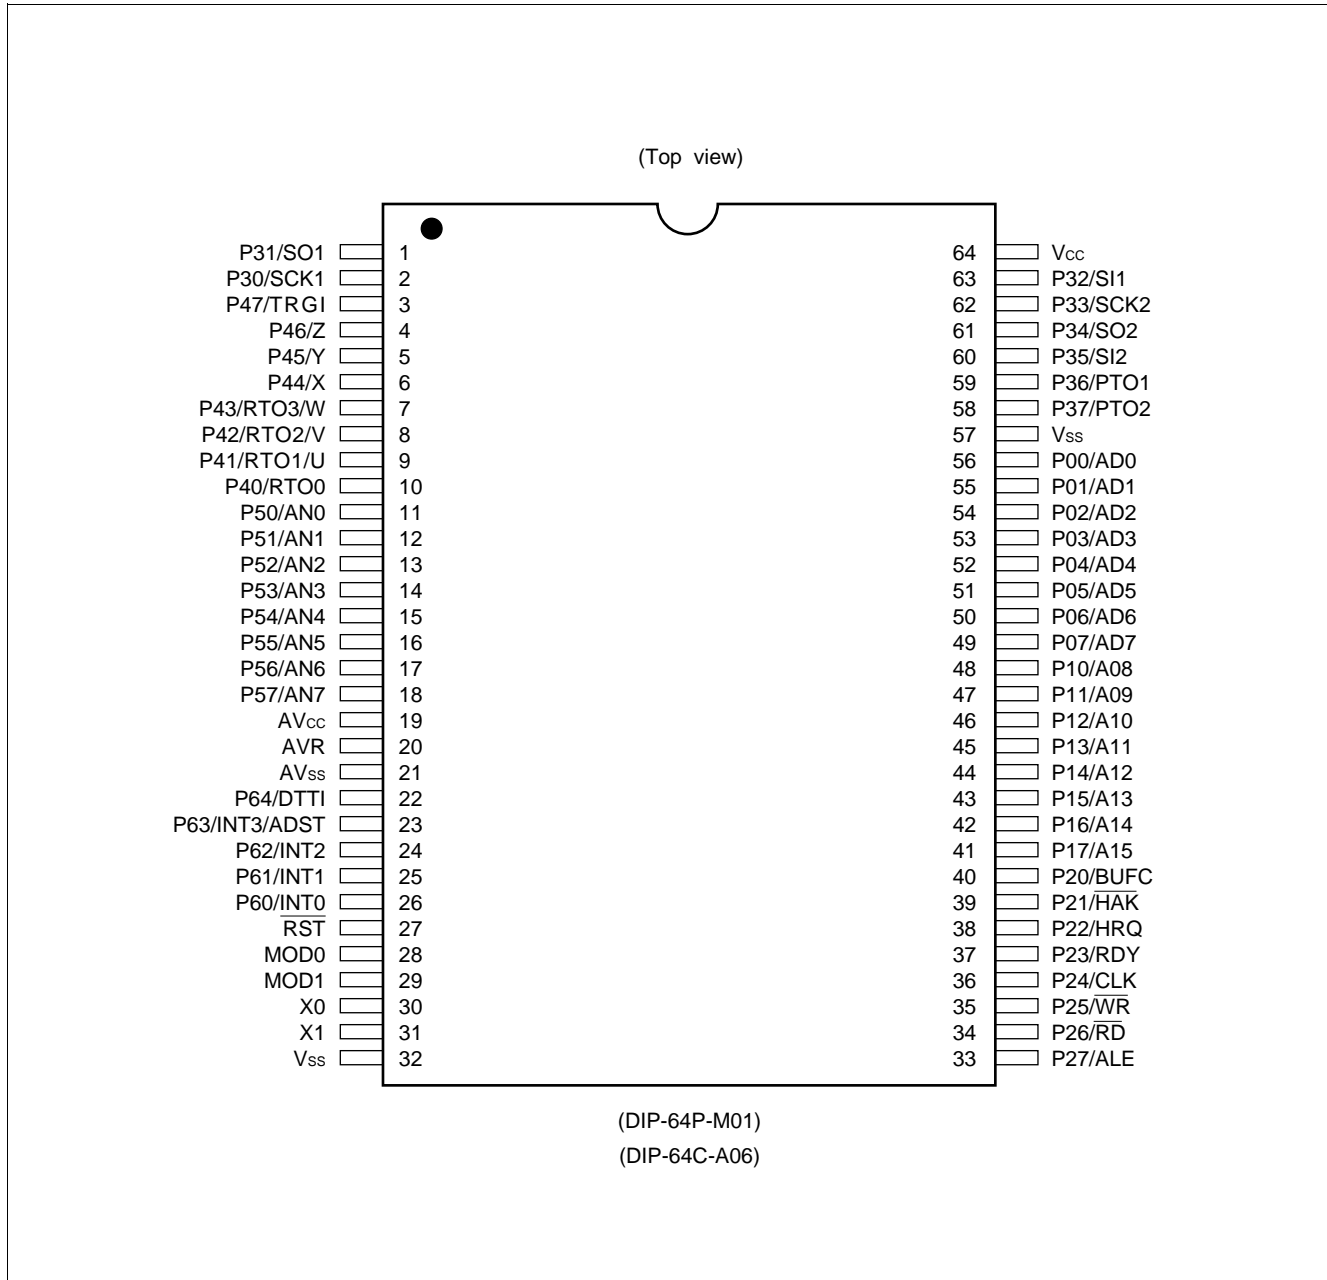 (Top view)
P31/SO1 1 64 Vcc
P30/SCK1 2 63 P32/SI1
P47/TRGI 3 62 P33/SCK2
P46/Z 4 61 P34/SO2
P45/Y 5 60 P35/SI2
P44/X 6 59 P36/PTO1
P43/RTO3/W 7 58 P37/PTO2
P42/RTO2/V 8 57 Vss
P41/RTO1/U 9 56 P00/AD0
P40/RTO0 10 55 P01/AD1
P50/AN0 11 54 P02/AD2
P51/AN1 12 53 P03/AD3
P52/AN2 13 52 P04/AD4
P53/AN3 14 51 P05/AD5
P54/AN4 15 50 P06/AD6
P55/AN5 16 49 P07/AD7
P56/AN6 17 48 P10/A08
P57/AN7 18 47 P11/A09
AVcc 19 46 P12/A10
AVR 20 45 P13/A11
AVss 21 44 P14/A12
P64/DTTI 22 43 P15/A13
P63/INT3/ADST 23 42 P16/A14
P62/INT2 24 41 P17/A15
P61/INT1 25 40 P20/BUFC
P60/INT0 26 39 P21/H̅A̅K̅
R̅S̅T̅ 27 38 P22/HRQ
MOD0 28 37 P23/RDY
MOD1 29 36 P24/CLK
X0 30 35 P25/W̅R̅
X1 31 34 P26/R̅D̅
Vss 32 33 P27/ALE
(DIP-64P-M01)
(DIP-64C-A06)